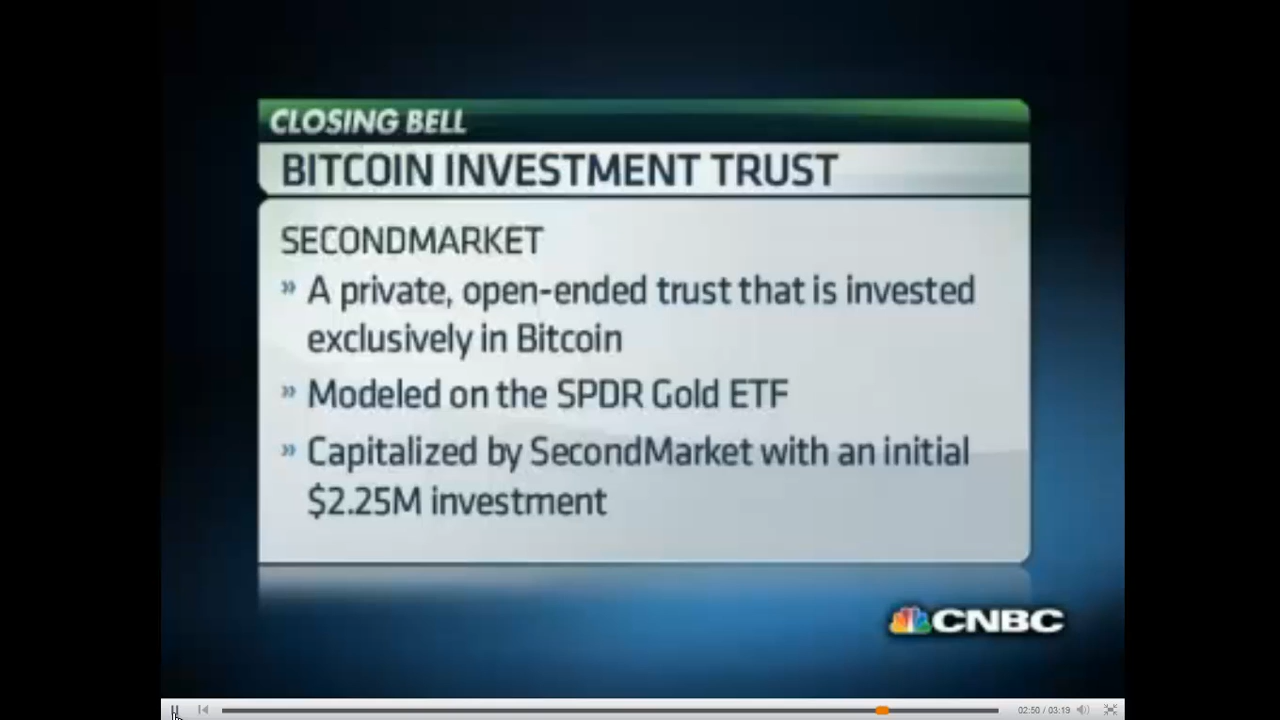 CLOSING BELL
BITCOIN INVESTMENT TRUST
SECONDMARKET
» A private, open-ended trust that is invested
exclusively in Bitcoin
» Modeled on the SPDR Gold ETF
» Capitalized by SecondMarket with an initial
$2.25M investment
CNBC
02:50 / 03:19